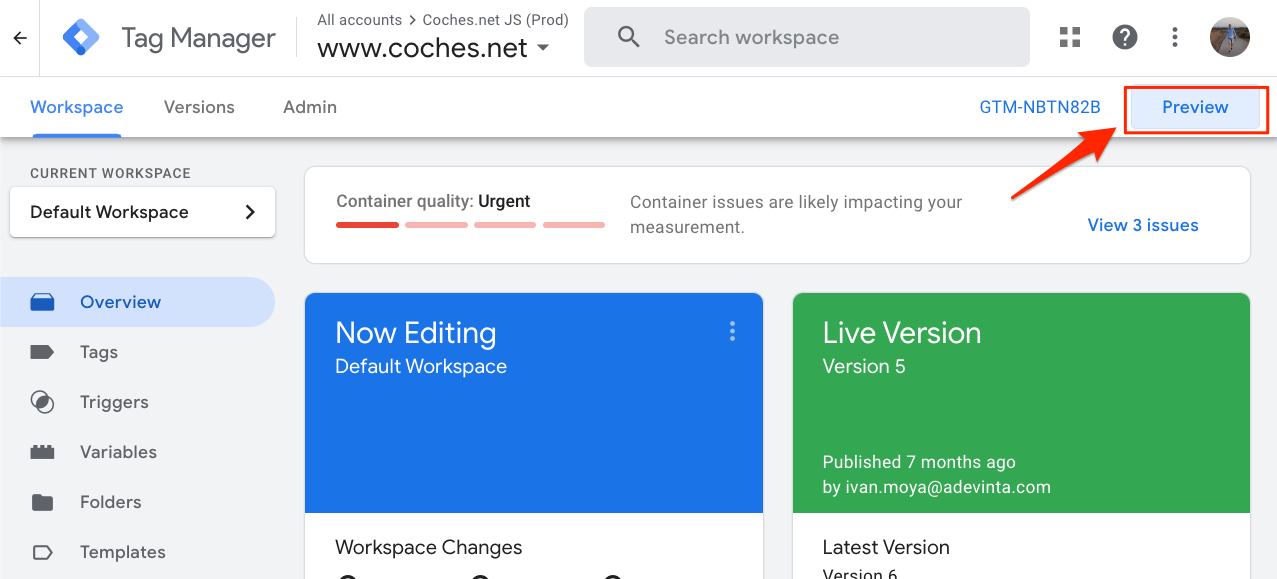 All accounts > Coches.net JS (Prod)
Tag Manager
www.coches.net
Search workspace
Workspace
Versions
Admin
GTM-NBTN82B
Preview
CURRENT WORKSPACE
Default Workspace
Container quality: Urgent
Container issues are likely impacting your
measurement.
View 3 issues
Overview
Tags
Triggers
Variables
Folders
Templates
Now Editing
Default Workspace
Workspace Changes
Live Version
Version 5
Published 7 months ago
by ivan.moya@adevinta.com
Latest Version
Version 6